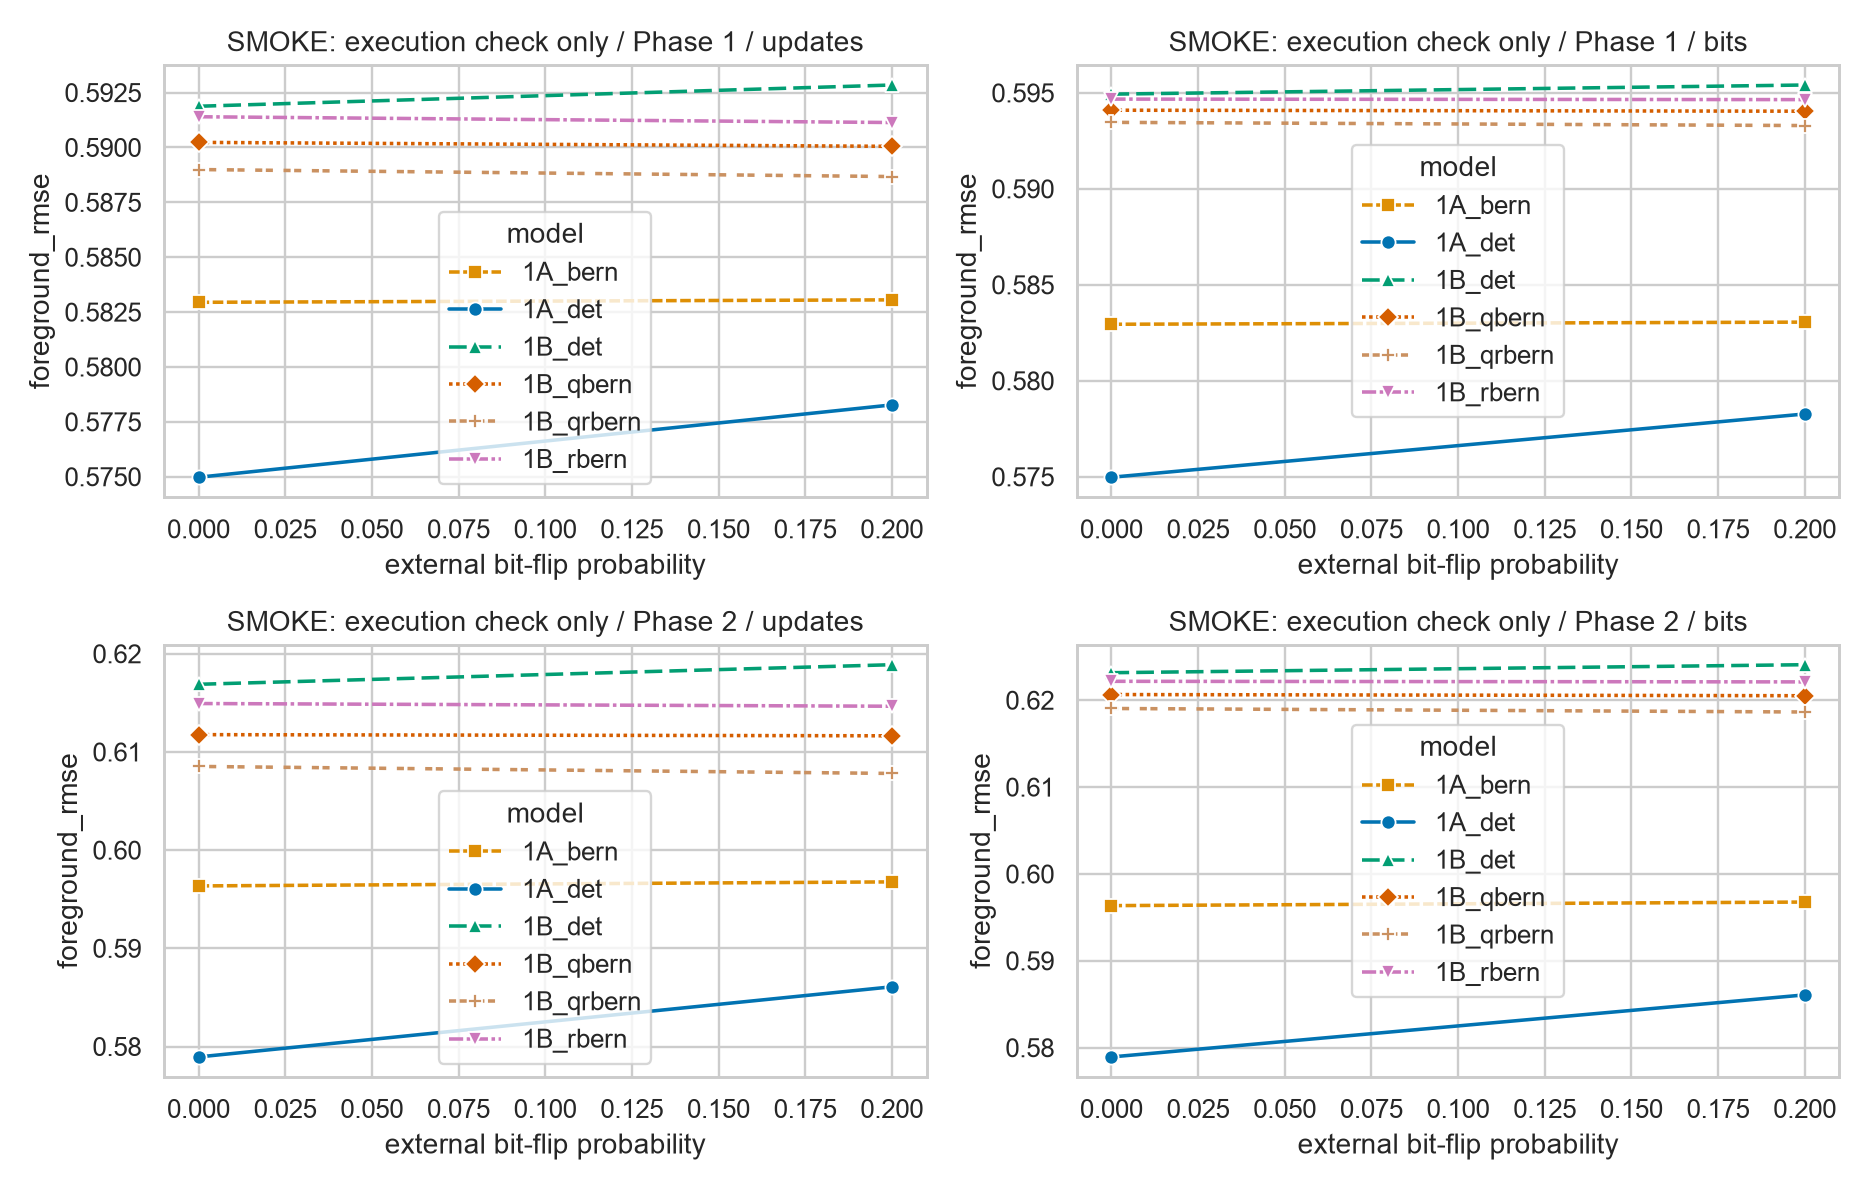 SMOKE: execution check only / Phase 1 / updates
foreground_rmse
0.5925
0.5900
0.5875
0.5850
0.5825
0.5800
0.5775
0.5750
model
1A_bern
1A_det
1B_det
1B_qbern
1B_qrbern
1B_rbern
0.000 0.025 0.050 0.075 0.100 0.125 0.150 0.175 0.200
external bit-flip probability
SMOKE: execution check only / Phase 1 / bits
foreground_rmse
0.595
0.590
0.585
0.580
0.575
model
1A_bern
1A_det
1B_det
1B_qbern
1B_qrbern
1B_rbern
0.000 0.025 0.050 0.075 0.100 0.125 0.150 0.175 0.200
external bit-flip probability
SMOKE: execution check only / Phase 2 / updates
foreground_rmse
0.62
0.61
0.60
0.59
0.58
model
1A_bern
1A_det
1B_det
1B_qbern
1B_qrbern
1B_rbern
0.000 0.025 0.050 0.075 0.100 0.125 0.150 0.175 0.200
external bit-flip probability
SMOKE: execution check only / Phase 2 / bits
foreground_rmse
0.62
0.61
0.60
0.59
0.58
model
1A_bern
1A_det
1B_det
1B_qbern
1B_qrbern
1B_rbern
0.000 0.025 0.050 0.075 0.100 0.125 0.150 0.175 0.200
external bit-flip probability